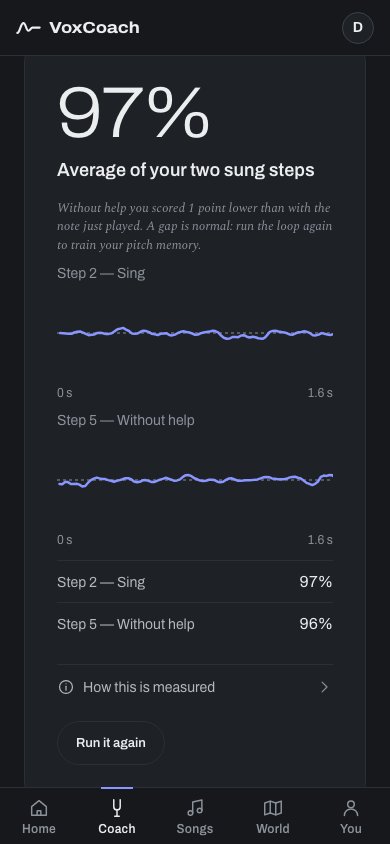 VoxCoach
D
97%
Average of your two sung steps
Without help you scored 1 point lower than with the
note just played. A gap is normal: run the loop again
to train your pitch memory.
Step 2 — Sing
0 s 1.6 s
Step 5 — Without help
0 s 1.6 s
Step 2 — Sing 97%
Step 5 — Without help 96%
How this is measured
Run it again
Home Coach Songs World You